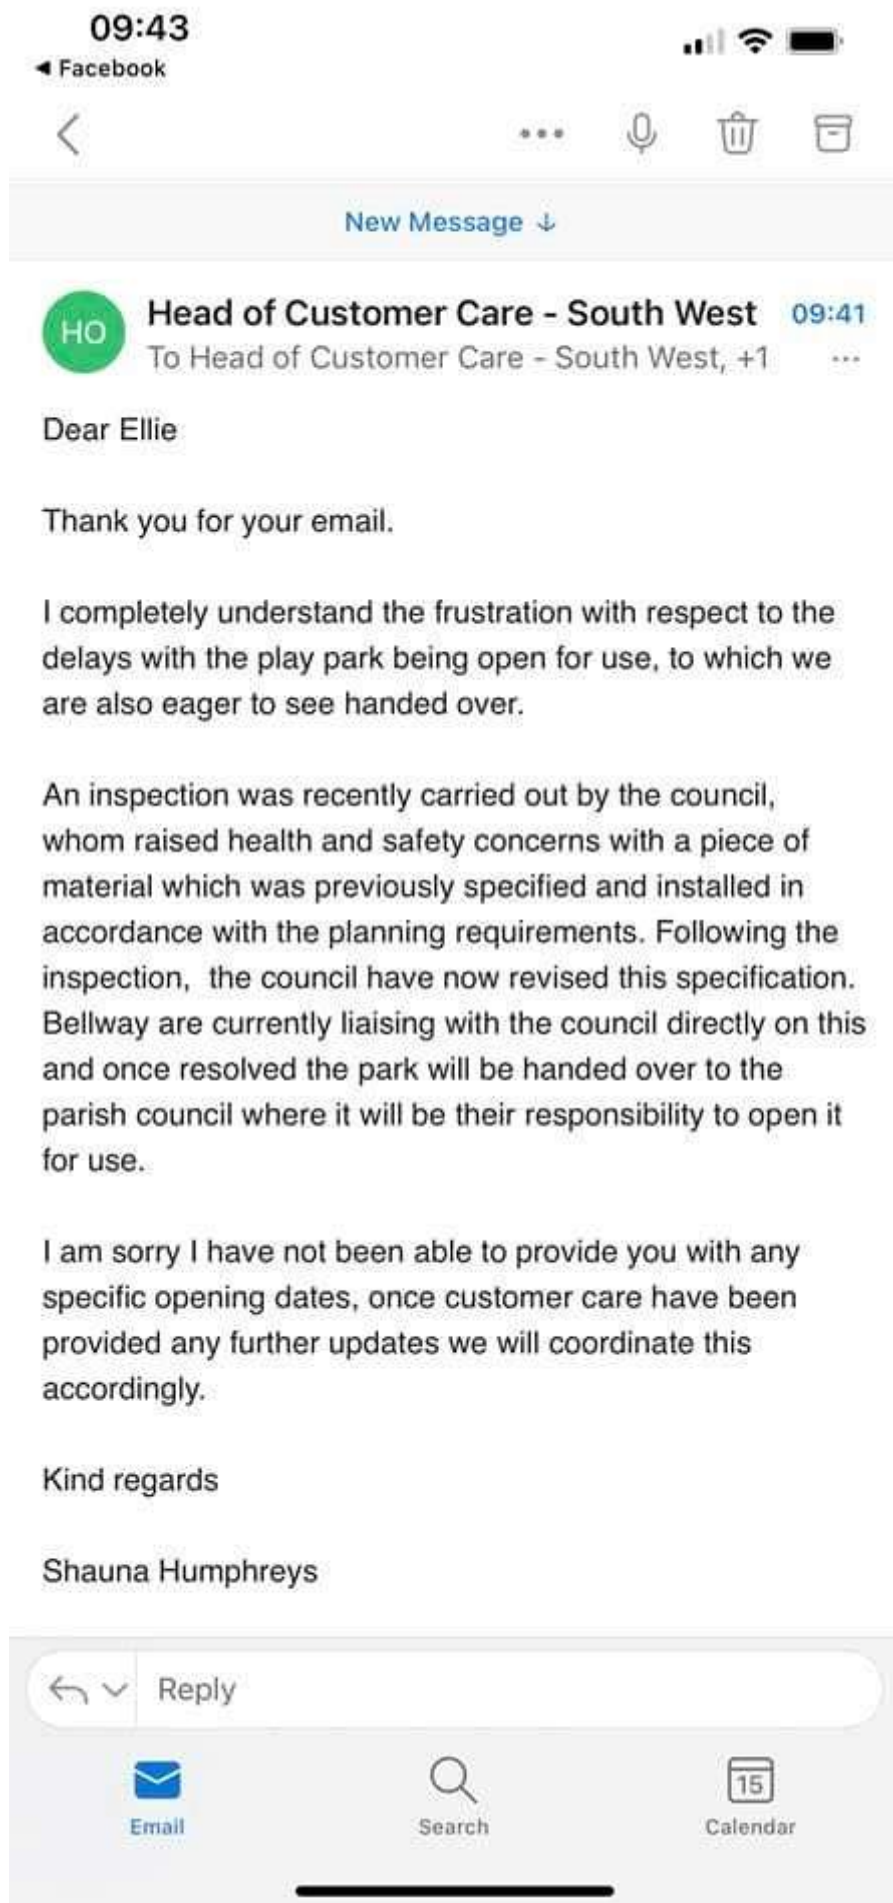 09:43
◀ Facebook
New Message ↓
HO
Head of Customer Care - South West 09:41
To Head of Customer Care - South West, +1
Dear Ellie
Thank you for your email.
I completely understand the frustration with respect to the
delays with the play park being open for use, to which we
are also eager to see handed over.
An inspection was recently carried out by the council,
whom raised health and safety concerns with a piece of
material which was previously specified and installed in
accordance with the planning requirements. Following the
inspection,  the council have now revised this specification.
Bellway are currently liaising with the council directly on this
and once resolved the park will be handed over to the
parish council where it will be their responsibility to open it
for use.
I am sorry I have not been able to provide you with any
specific opening dates, once customer care have been
provided any further updates we will coordinate this
accordingly.
Kind regards
Shauna Humphreys
Reply
15
Email Search Calendar